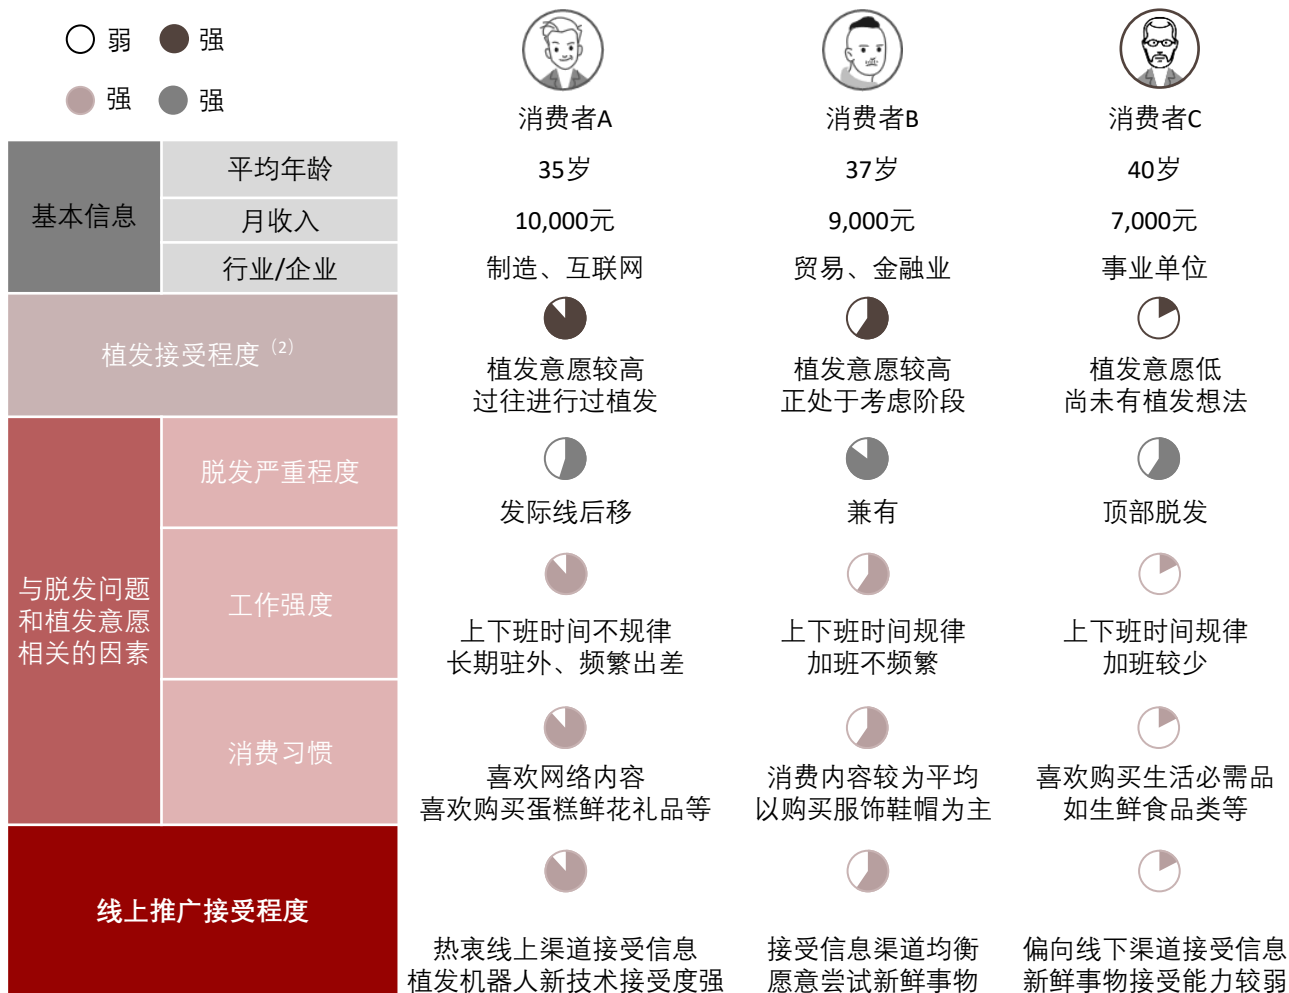 弱 强
强 强
消费者A 消费者B 消费者C
基本信息
平均年龄 35岁 37岁 40岁
月收入 10,000元 9,000元 7,000元
行业/企业 制造、互联网 贸易、金融业 事业单位
植发接受程度（2）
植发意愿较高 植发意愿较高 植发意愿低
过往进行过植发 正处于考虑阶段 尚未有植发想法
与脱发问题
和植发意愿
相关的因素
脱发严重程度
发际线后移 兼有 顶部脱发
工作强度
上下班时间不规律 上下班时间规律 上下班时间规律
长期驻外、频繁出差 加班不频繁 加班较少
消费习惯
喜欢网络内容 消费内容较为平均 喜欢购买生活必需品
喜欢购买蛋糕鲜花礼品等 以购买服饰鞋帽为主 如生鲜食品类等
线上推广接受程度
热衷线上渠道接受信息 接受信息渠道均衡 偏向线下渠道接受信息
植发机器人新技术接受度强 愿意尝试新鲜事物 新鲜事物接受能力较弱